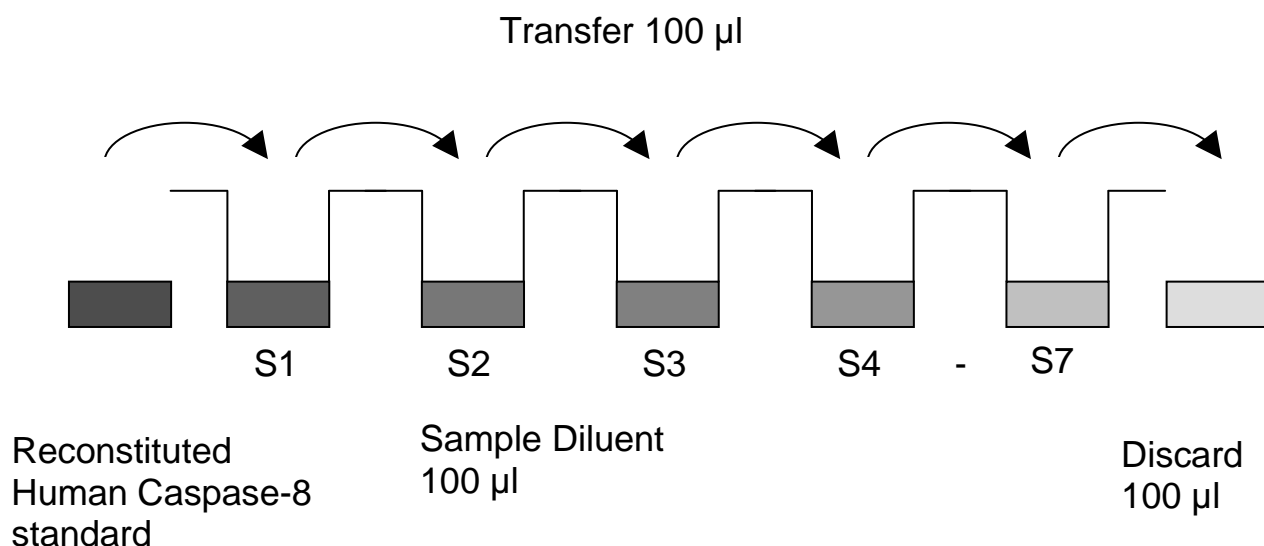 Transfer 100 µl
S1 S2 S3 S4 - S7
Reconstituted
Human Caspase-8
standard
Sample Diluent
100 µl
Discard
100 µl